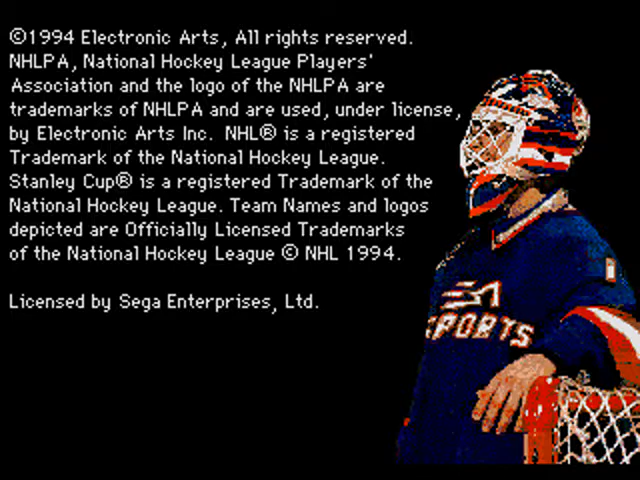 ©1994 Electronic Arts, All rights reserved.
NHLPA, National Hockey League Players'
Association and the logo of the NHLPA are
trademarks of NHLPA and are used, under license,
by Electronic Arts Inc. NHL® is a registered
Trademark of the National Hockey League.
Stanley Cup® is a registered Trademark of the
National Hockey League. Team Names and logos
depicted are Officially Licensed Trademarks
of the National Hockey League © NHL 1994.
Licensed by Sega Enterprises, Ltd.
EA
SPORTS